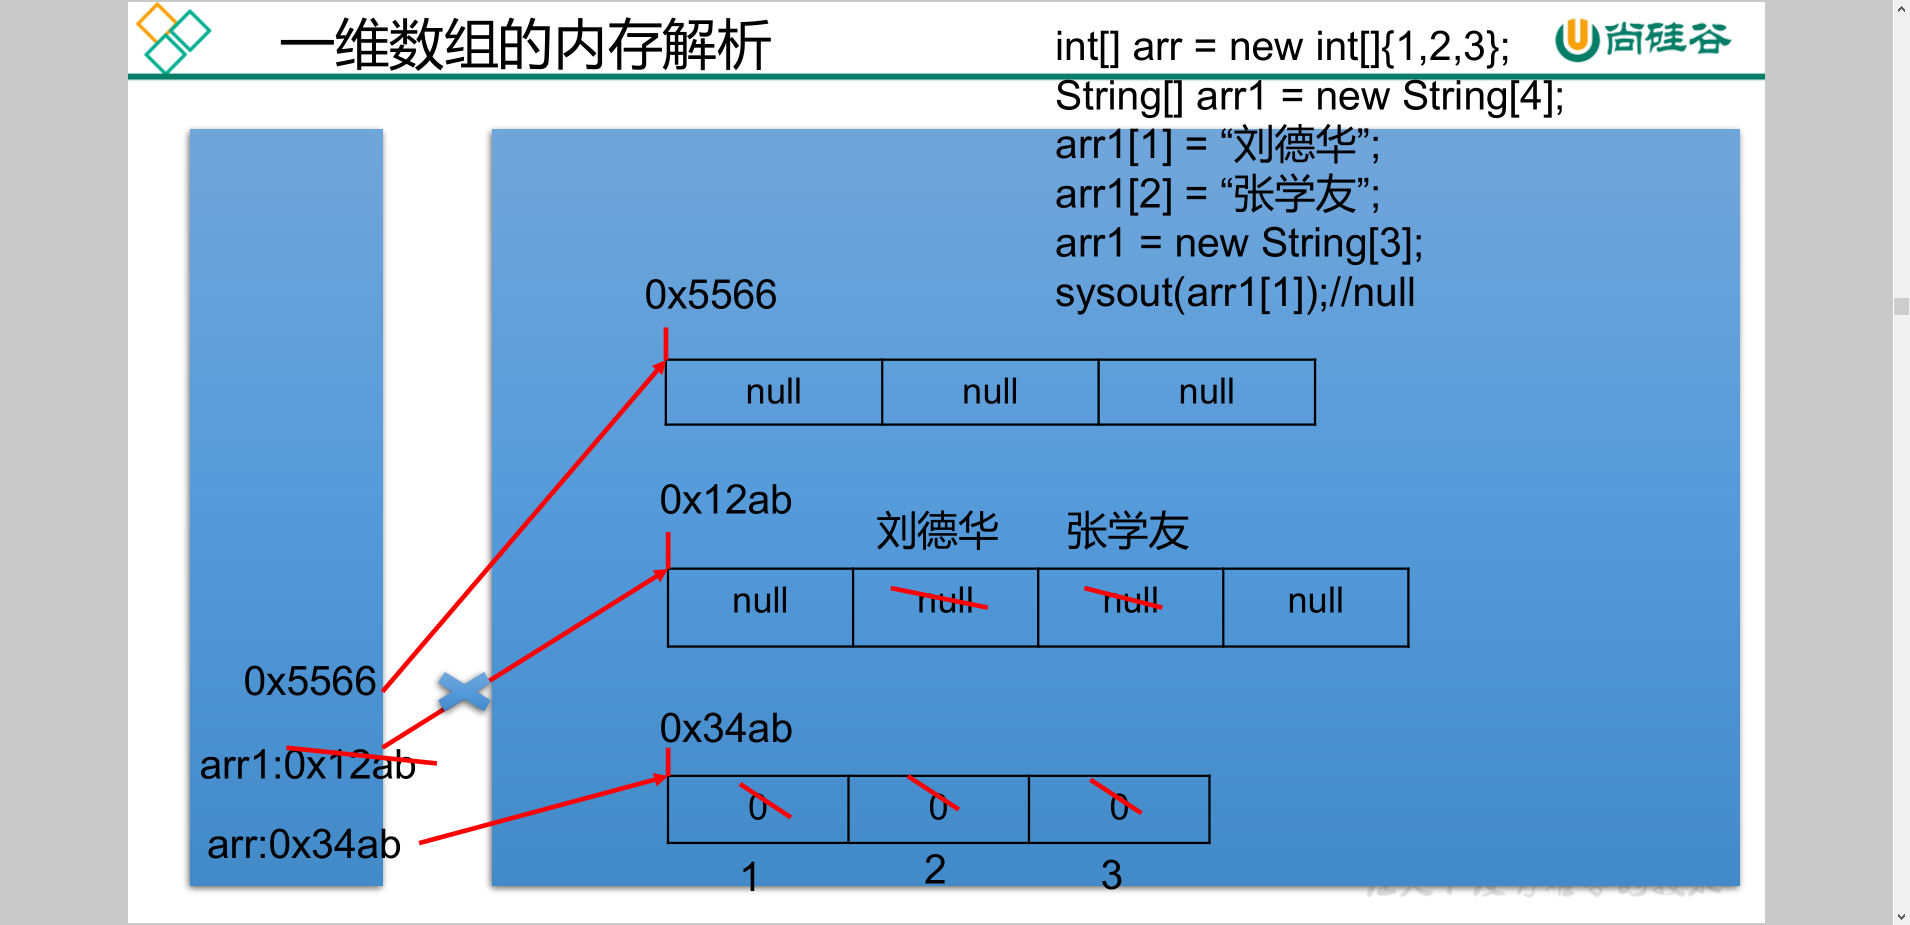 一维数组的内存解析
尚硅谷
int[] arr = new int[]{1,2,3};
String[] arr1 = new String[4];
arr1[1] = “刘德华”;
arr1[2] = “张学友”;
arr1 = new String[3];
sysout(arr1[1]);//null
0x5566
null null null
0x12ab
刘德华 张学友
null null null null
0x5566
0x34ab
arr1:0x12ab
0 0 0
arr:0x34ab
1 2 3